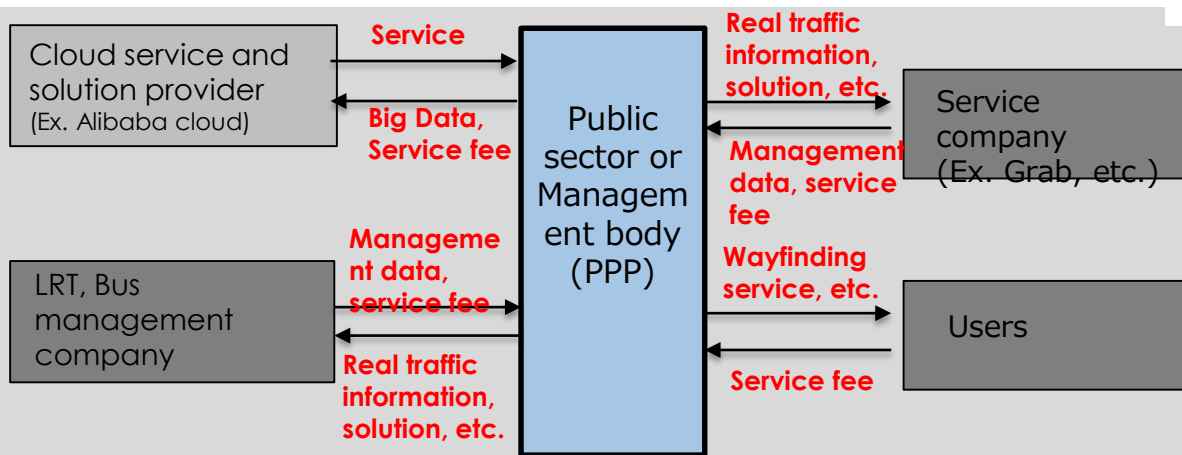 Cloud service and
solution provider
(Ex. Alibaba cloud)
Service
Big Data,
Service fee
LRT, Bus
management
company
Manageme
nt data,
service fee
Real traffic
information,
solution, etc.
Public
sector or
Managem
ent body
(PPP)
Real traffic
information,
solution, etc.
Management
data, service
fee
Service
company
(Ex. Grab, etc.)
Wayfinding
service, etc.
Service fee
Users